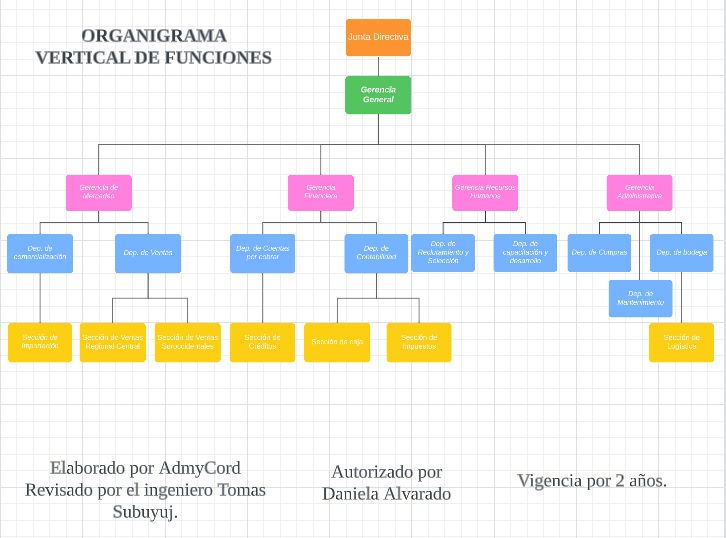 ORGANIGRAMA
VERTICAL DE FUNCIONES
Junta Directiva
Gerencia
General
Gerencia de
Mercadeo
Gerencia
Financiera
Gerencia Recursos
Humanos
Gerencia
Administrativa
Dep. de
comercialización
Dep. de Ventas
Dep. de Cuentas
por cobrar
Dep. de
Contabilidad
Dep. de
Reclutamiento y
Selección
Dep. de
capacitación y
desarrollo
Dep. de Compras
Dep. de bodega
Dep. de
Mantenimiento
Sección de
Importación
Sección de Ventas
Regional Central
Sección de Ventas
Suroccidentales
Sección de
Créditos
Sección de caja
Sección de
Impuestos
Sección de
Logística
Elaborado por AdmyCord
Revisado por el ingeniero Tomas
Subuyuj.
Autorizado por
Daniela Alvarado
Vigencia por 2 años.